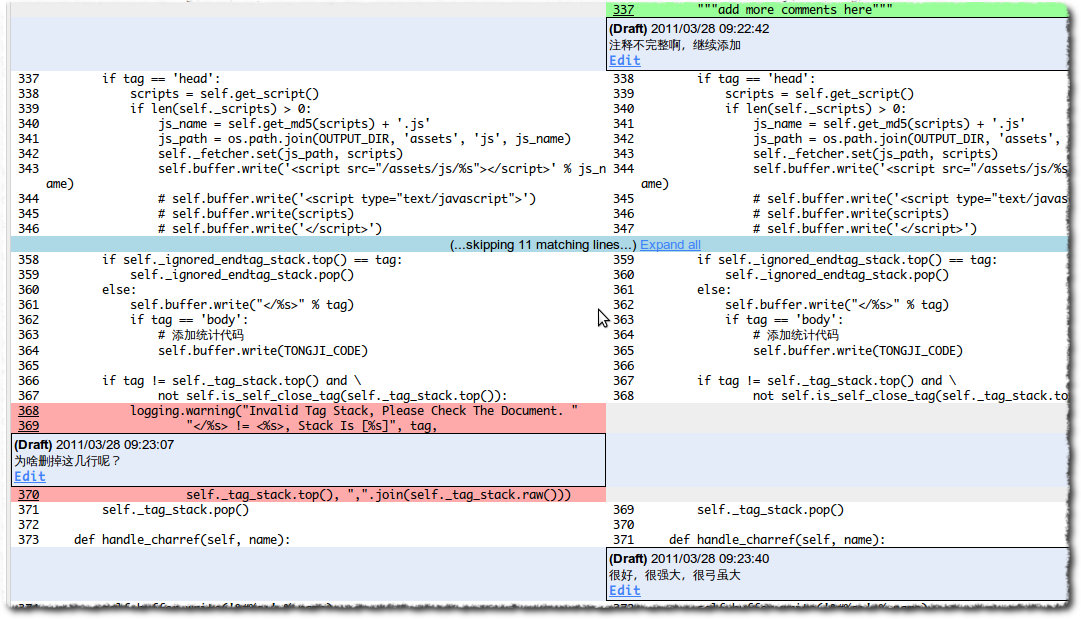 337         """add more comments here"""
(Draft) 2011/03/28 09:22:42
注释不完整啊，继续添加
Edit
337         if tag == 'head':
338             scripts = self.get_script()
339             if len(self._scripts) > 0:
340                 js_name = self.get_md5(scripts) + '.js'
341                 js_path = os.path.join(OUTPUT_DIR, 'assets', 'js', js_name)
342                 self._fetcher.set(js_path, scripts)
343                 self.buffer.write('<script src="/assets/js/%s"></script>' % js_n
ame)
344                 # self.buffer.write('<script type="text/javascript">')
345                 # self.buffer.write(scripts)
346                 # self.buffer.write('</script>')
338         if tag == 'head':
339             scripts = self.get_script()
340             if len(self._scripts) > 0:
341                 js_name = self.get_md5(scripts) + '.js'
342                 js_path = os.path.join(OUTPUT_DIR, 'assets',
343                 self._fetcher.set(js_path, scripts)
344                 self.buffer.write('<script src="/assets/js/%s
ame)
345                 # self.buffer.write('<script type="text/javas
346                 # self.buffer.write(scripts)
347                 # self.buffer.write('</script>')
(...skipping 11 matching lines...) Expand all
358         if self._ignored_endtag_stack.top() == tag:
359             self._ignored_endtag_stack.pop()
360         else:
361             self.buffer.write("</%s>" % tag)
362             if tag == 'body':
363                 # 添加统计代码
364                 self.buffer.write(TONGJI_CODE)
365
366         if tag != self._tag_stack.top() and \
367                 not self.is_self_close_tag(self._tag_stack.top()):
368             logging.warning("Invalid Tag Stack, Please Check The Document. "
369                     "</%s> != <%s>, Stack Is [%s]", tag,
(Draft) 2011/03/28 09:23:07
为啥删掉这几行呢？
Edit
370                     self._tag_stack.top(), ",".join(self._tag_stack.raw()))
371         self._tag_stack.pop()
372
373     def handle_charref(self, name):
359         if self._ignored_endtag_stack.top() == tag:
360             self._ignored_endtag_stack.pop()
361         else:
362             self.buffer.write("</%s>" % tag)
363             if tag == 'body':
364                 # 添加统计代码
365                 self.buffer.write(TONGJI_CODE)
366
367         if tag != self._tag_stack.top() and \
368                 not self.is_self_close_tag(self._tag_stack.to
369         self._tag_stack.pop()
370
371     def handle_charref(self, name):
(Draft) 2011/03/28 09:23:40
很好，很强大，很弓虽大
Edit